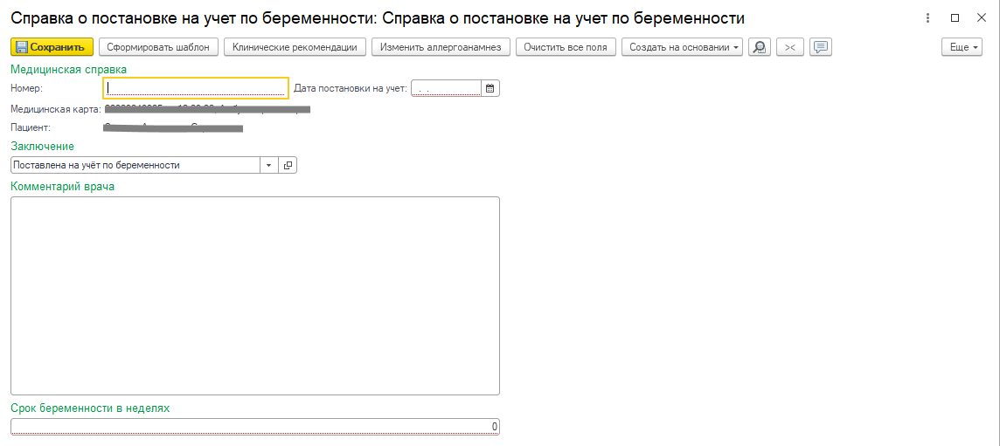 Справка о постановке на учет по беременности: Справка о постановке на учет по беременности
Сохранить Сформировать шаблон Клинические рекомендации Изменить аллергоанамнез Очистить все поля Создать на основании >< Еще
Медицинская справка
Номер: Дата постановки на учет: . .
Медицинская карта:
Пациент:
Заключение
Поставлена на учёт по беременности
Комментарий врача
Срок беременности в неделях
0